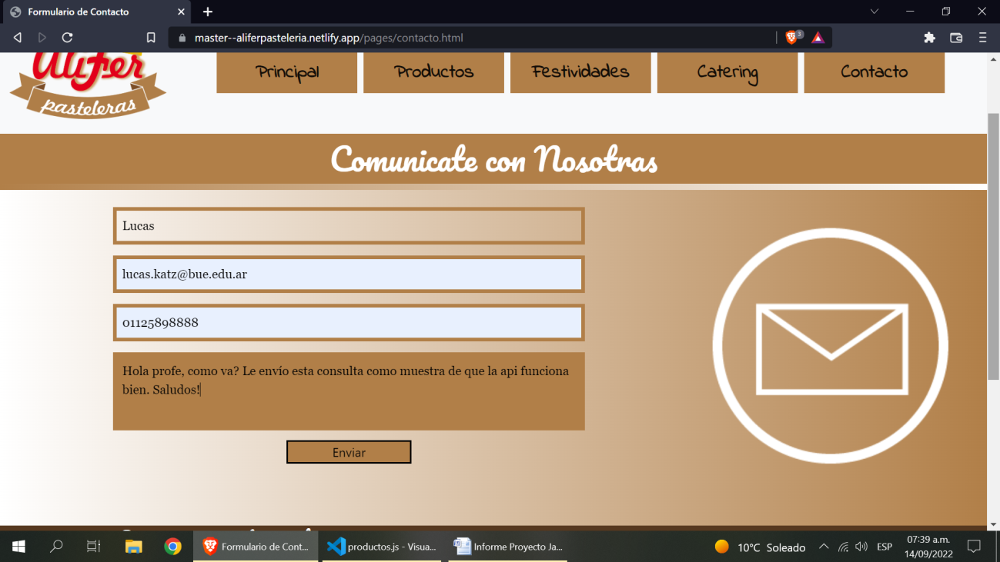 Formulario de Contacto
master--aliferpasteleria.netlify.app/pages/contacto.html
3
Alifer
pasteleras
Principal
Productos
Festividades
Catering
Contacto
Comunicate con Nosotras
Lucas
lucas.katz@bue.edu.ar
01125898888
Hola profe, como va? Le envío esta consulta como muestra de que la api funciona
bien. Saludos!
Enviar
Formulario de Cont...
productos.js - Visua...
Informe Proyecto Ja...
10°C Soleado
ESP
07:39 a.m.
14/09/2022